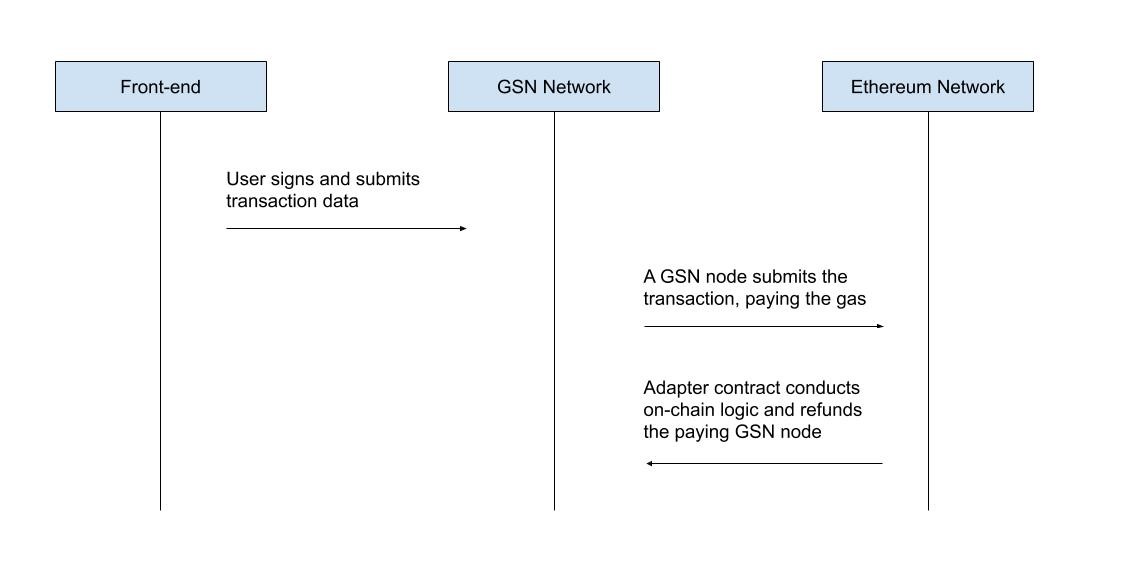 Front-end
GSN Network
Ethereum Network
User signs and submits
transaction data
A GSN node submits the
transaction, paying the gas
Adapter contract conducts
on-chain logic and refunds
the paying GSN node